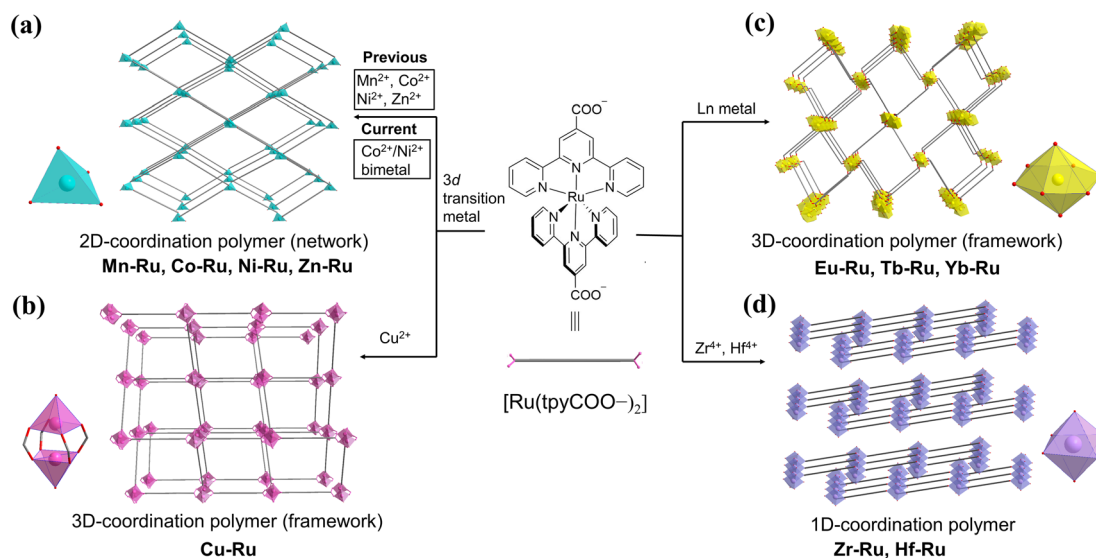 (a)
Previous
Mn²⁺, Co²⁺
Ni²⁺, Zn²⁺
Current
Co²⁺/Ni²⁺
bimetal
3d
transition
metal
2D-coordination polymer (network)
Mn-Ru, Co-Ru, Ni-Ru, Zn-Ru
(b)
Cu²⁺
3D-coordination polymer (framework)
Cu-Ru
COO⁻
N
N
N
Ru
N
N
N
COO⁻
[Ru(tpyCOO−)₂]
(c)
Ln metal
3D-coordination polymer (framework)
Eu-Ru, Tb-Ru, Yb-Ru
(d)
Zr⁴⁺, Hf⁴⁺
1D-coordination polymer
Zr-Ru, Hf-Ru